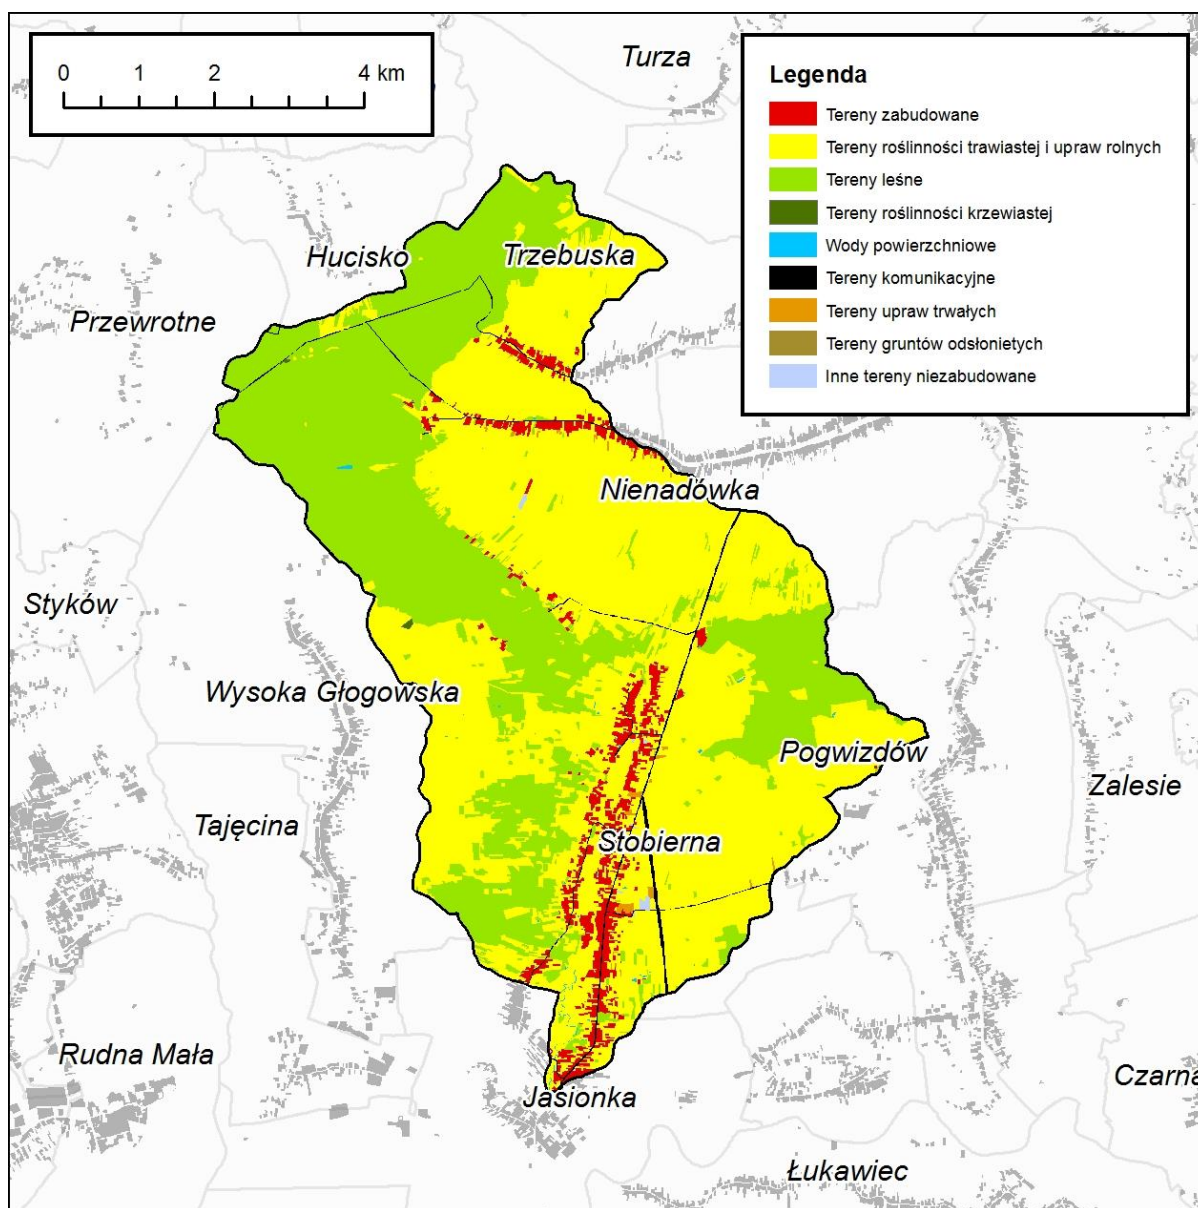 0 1 2 4 km
Turza
Legenda
Tereny zabudowane
Tereny roślinności trawiastej i upraw rolnych
Tereny leśne
Tereny roślinności krzewiastej
Wody powierzchniowe
Tereny komunikacyjne
Tereny upraw trwałych
Tereny gruntów odsłonietych
Inne tereny niezabudowane
Hucisko
Trzebuska
Przewrotne
Nienadówka
Styków
Wysoka Głogowska
Pogwizdów
Zalesie
Tajęcina
Stobierna
Rudna Mała
Czarna
Jasionka
Łukawiec